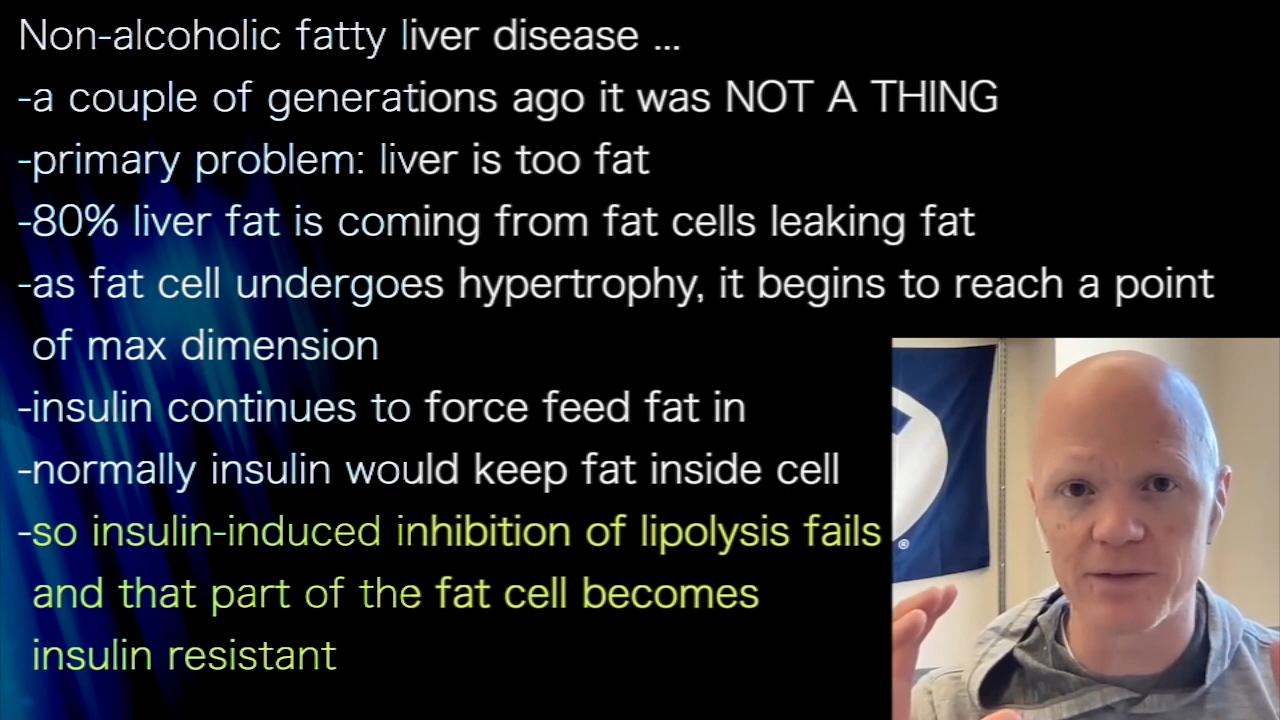 Non-alcoholic fatty liver disease ...
-a couple of generations ago it was NOT A THING
-primary problem: liver is too fat
-80% liver fat is coming from fat cells leaking fat
-as fat cell undergoes hypertrophy, it begins to reach a point
of max dimension
-insulin continues to force feed fat in
-normally insulin would keep fat inside cell
-so insulin-induced inhibition of lipolysis fails
and that part of the fat cell becomes
insulin resistant
®